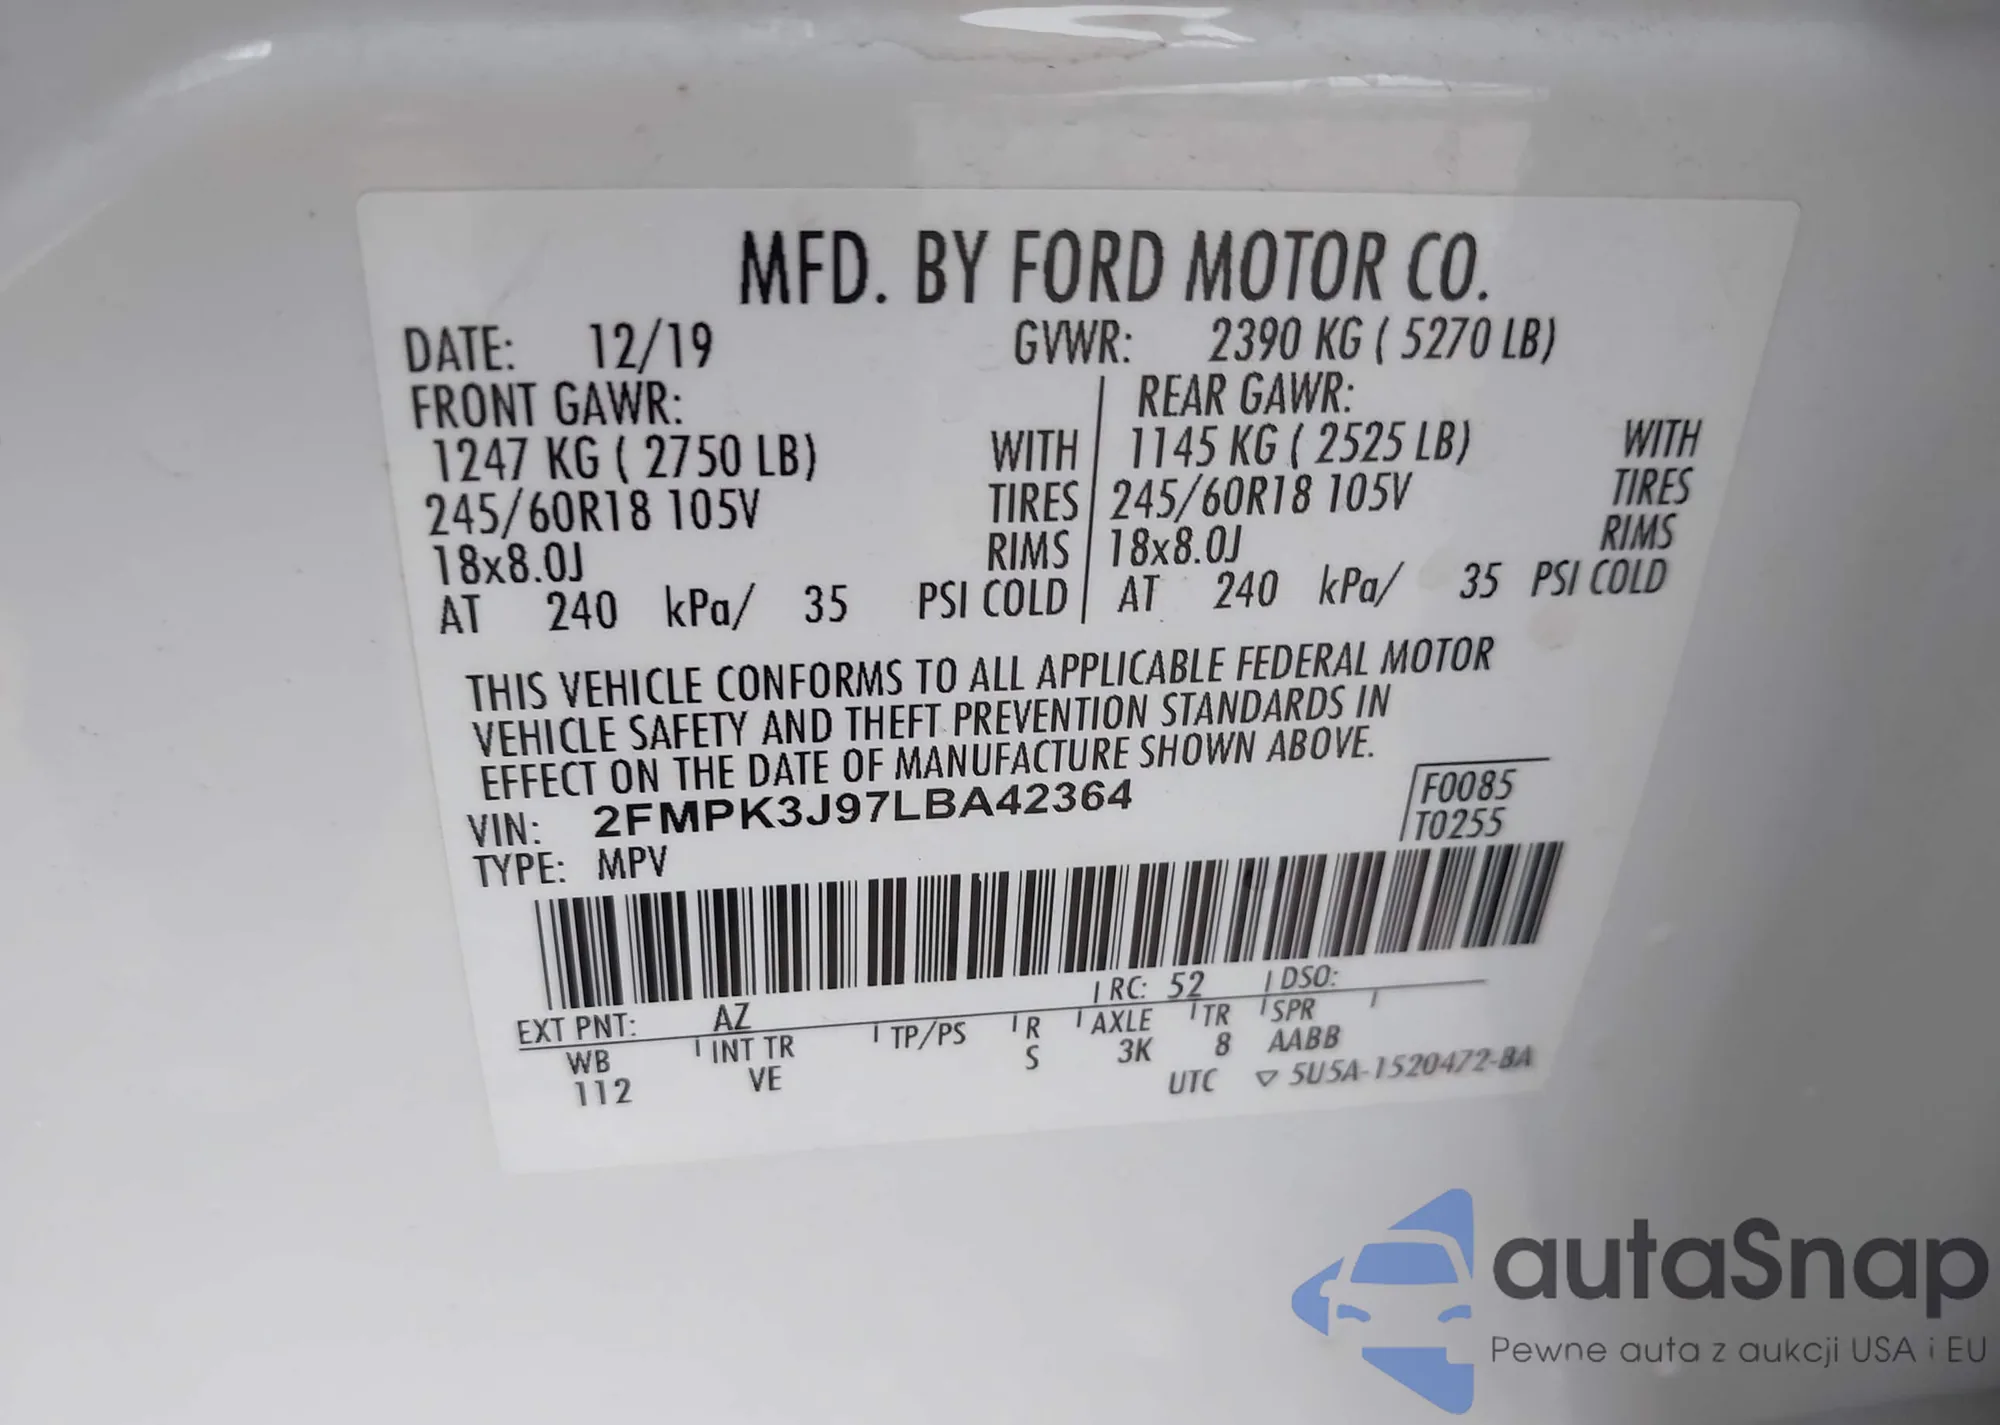 MFD. BY FORD MOTOR CO.
DATE: 12/19 GVWR: 2390 KG ( 5270 LB)
FRONT GAWR: REAR GAWR:
1247 KG ( 2750 LB) WITH 1145 KG ( 2525 LB) WITH
245/60R18 105V TIRES 245/60R18 105V TIRES
18x8.0J RIMS 18x8.0J RIMS
AT 240 kPa/ 35 PSI COLD AT 240 kPa/ 35 PSI COLD
THIS VEHICLE CONFORMS TO ALL APPLICABLE FEDERAL MOTOR
VEHICLE SAFETY AND THEFT PREVENTION STANDARDS IN
EFFECT ON THE DATE OF MANUFACTURE SHOWN ABOVE.
VIN: 2FMPK3J97LBA42364 F0085
TYPE: MPV T0255
EXT PNT: AZ RC: 52 DSO:
WB INT TR TP/PS R AXLE TR SPR
112 VE S 3K 8 AABB
UTC ▽ 5U5A-1520472-BA
autaSnap
Pewne auta z aukcji USA i EU